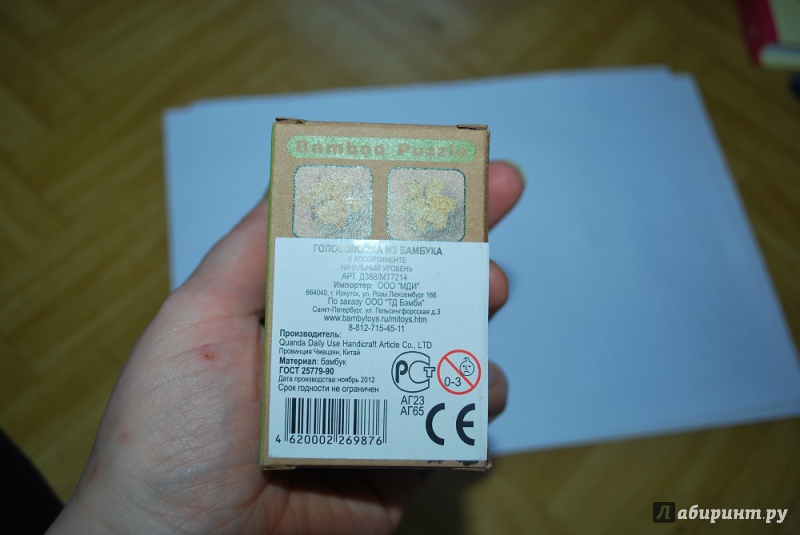 Bamboo Puzzle
ГОЛОВОЛОМКА ИЗ БАМБУКА
В АССОРТИМЕНТЕ
НАЧАЛЬНЫЙ УРОВЕНЬ
АРТ. Д388/МТ7214
Импортер: ООО "МДИ"
664040, г. Иркутск, ул. Розы Люксембург 166
По заказу ООО "ТД Бэмби"
Санкт-Петербург, ул. Гельсингфорсская д.3
www.bambytoys.ru/mitoys.htm
8-812-715-45-11
Производитель:
Quanda Daily Use Handicraft Article Co., LTD
Провинция Чжецзян, Китай
Материал: бамбук
ГОСТ 25779-90
Дата производства:ноябрь 2012
Срок годности не ограничен
РСТ
0-3
АГ23
АГ65
CE
4 620002 269876
Лабиринт.ру